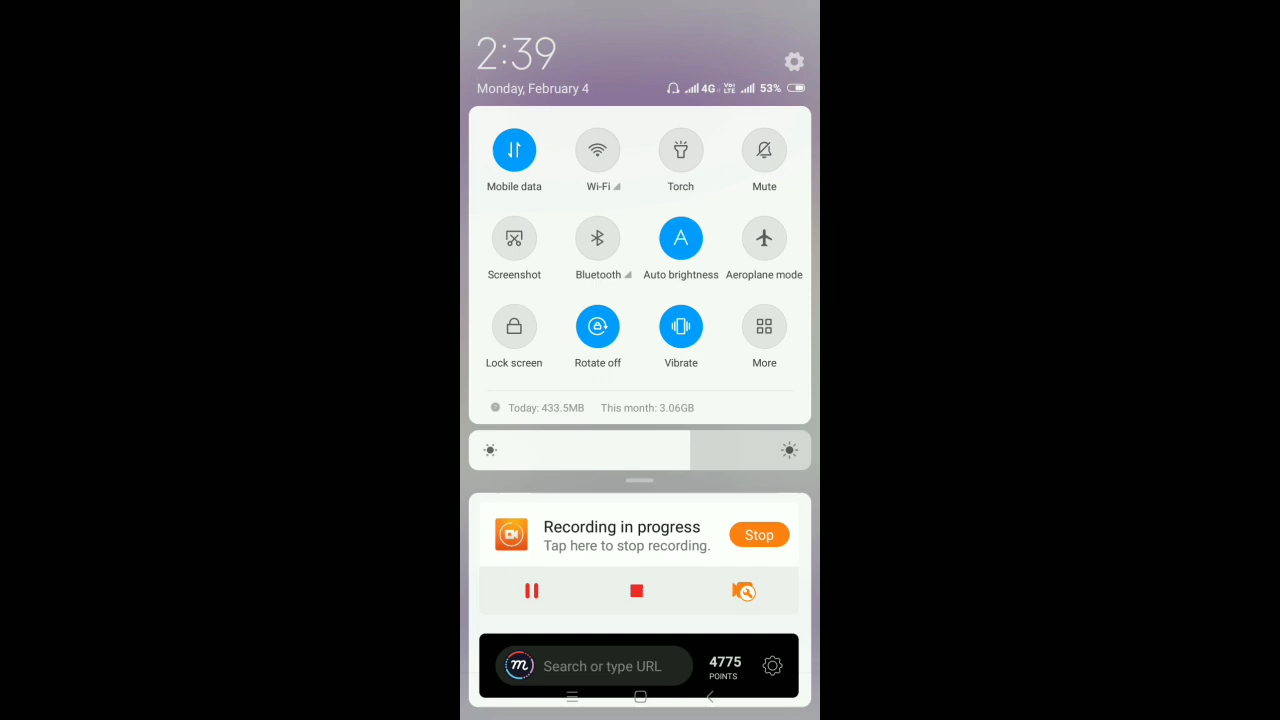 2:39
Monday, February 4
4G
Vo)
LTE
53%
Mobile data
Wi-Fi
Torch
Mute
Screenshot
Bluetooth
Auto brightness
Aeroplane mode
Lock screen
Rotate off
Vibrate
More
Today: 433.5MB This month: 3.06GB
Recording in progress
Tap here to stop recording.
Stop
m Search or type URL
4775
POINTS